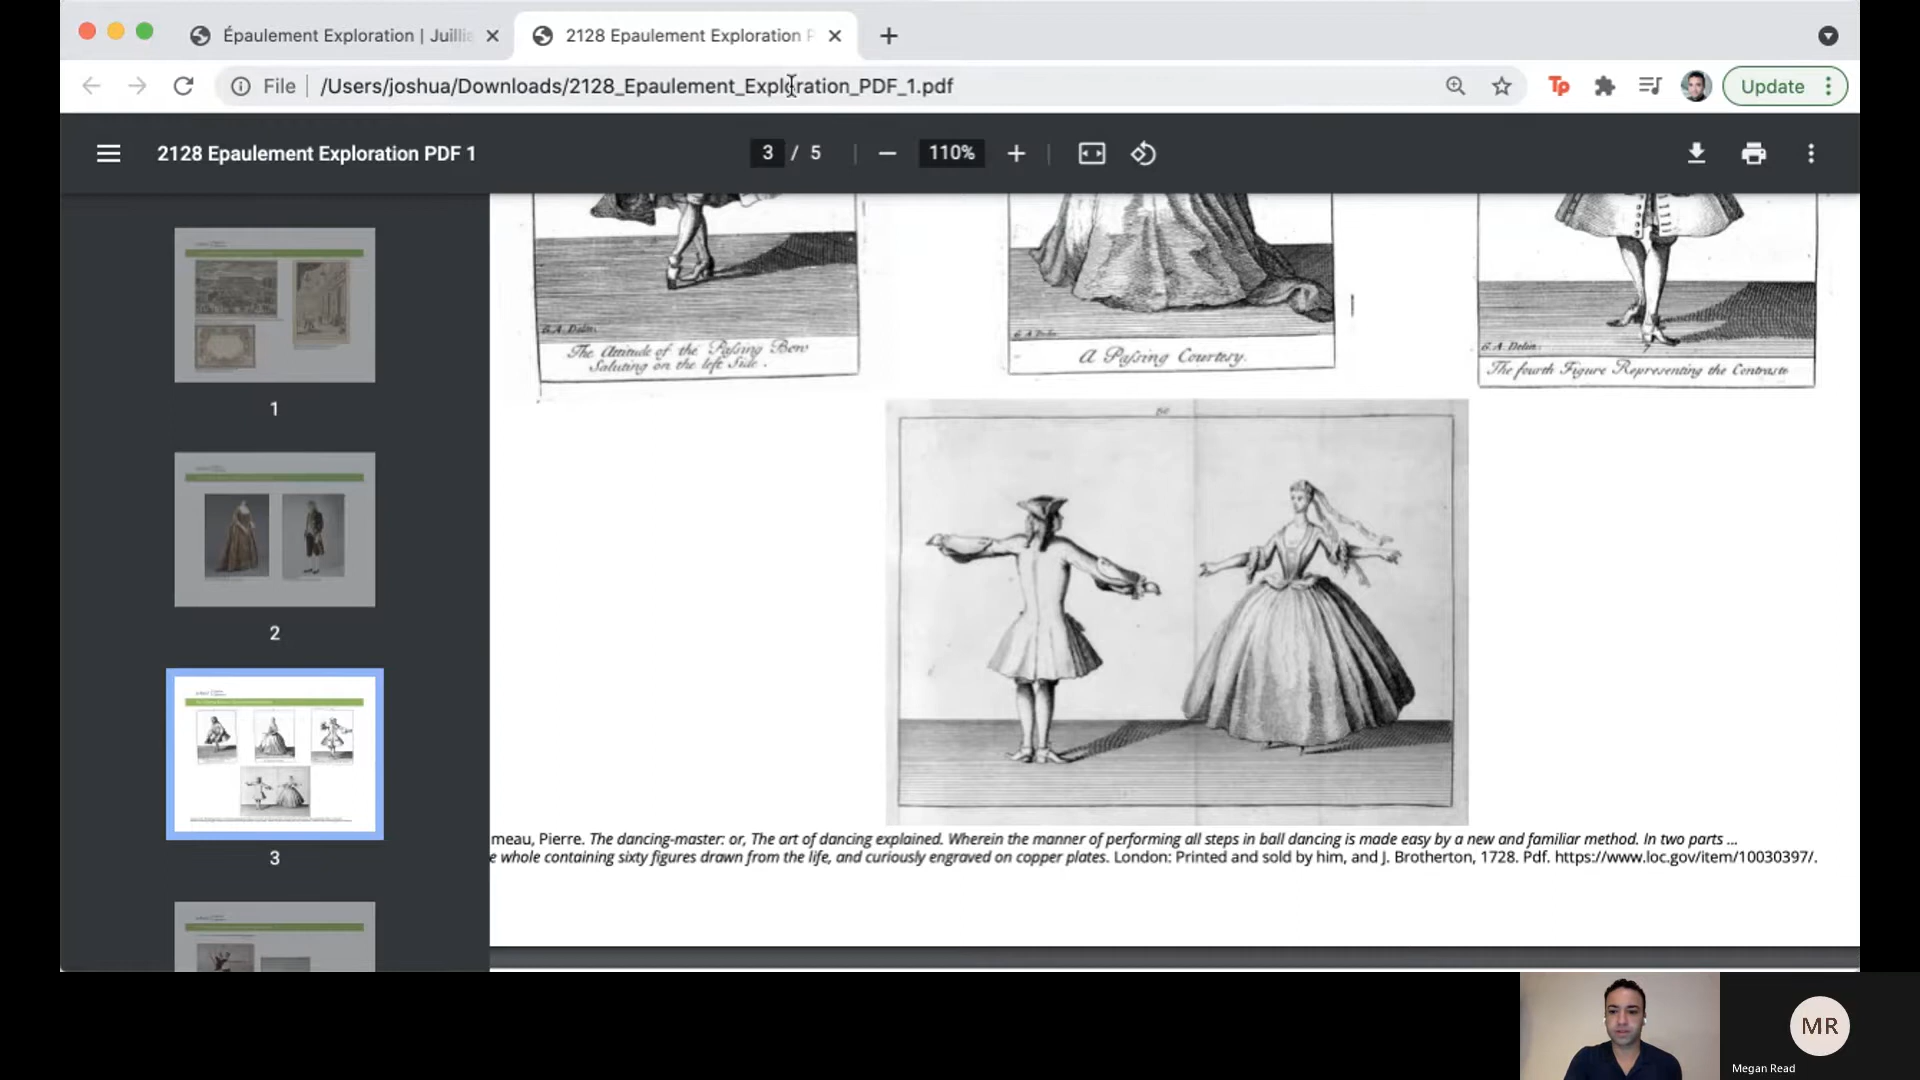 Épaulement Exploration | Juillia
2128 Epaulement Exploration P
File
/Users/joshua/Downloads/2128_Epaulement_Exploration_PDF_1.pdf
Tp
Update
2128 Epaulement Exploration PDF 1
3 / 5
110%
1
2
3
G. A. Delin.
The Attitude of the Paſsing Bow
Saluting on the left Side.
A Paſsing Courtesy.
G. A. Delin.
The fourth Figure Representing the Contraste
meau, Pierre. The dancing-master: or, The art of dancing explained. Wherein the manner of performing all steps in ball dancing is made easy by a new and familiar method. In two parts ...
e whole containing sixty figures drawn from the life, and curiously engraved on copper plates. London: Printed and sold by him, and J. Brotherton, 1728. Pdf. https://www.loc.gov/item/10030397/.
MR
Megan Read